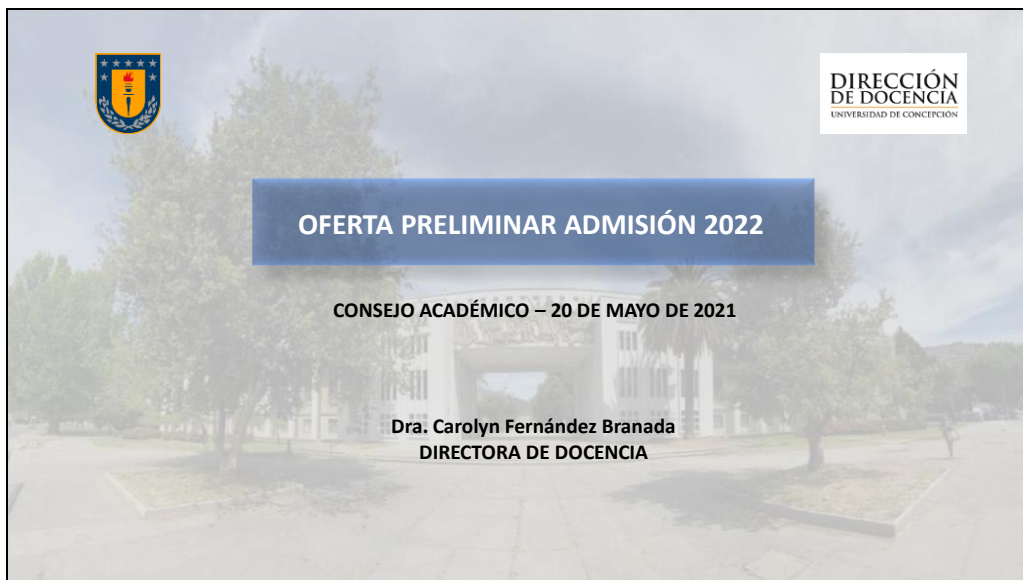 DIRECCIÓN
DE DOCENCIA
UNIVERSIDAD DE CONCEPCIÓN
OFERTA PRELIMINAR ADMISIÓN 2022
CONSEJO ACADÉMICO – 20 DE MAYO DE 2021
Dra. Carolyn Fernández Branada
DIRECTORA DE DOCENCIA